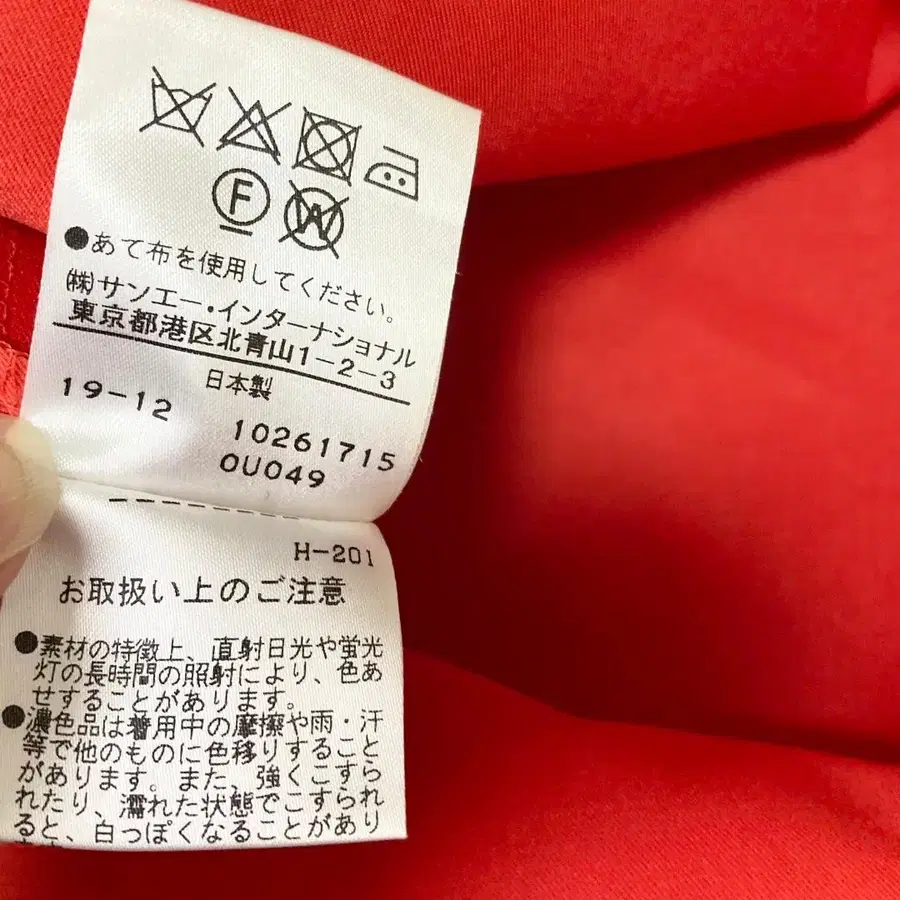 F W
●あて布を使用してください。
㈱サンエー・インターナショナル
東京都港区北青山1-2-3
日本製
19-12
10261715
0U049
H-201
お取扱い上のご注意
●素材の特徴上、直射日光や蛍光
灯の長時間の照射により、色あ
せすることがあります。
●濃色品は着用中の摩擦や雨・汗
等で他のものに色移りすること
があります。また、強くこすら
れたり、濡れた状態でこすられ
ると、白っぽくなることがあり